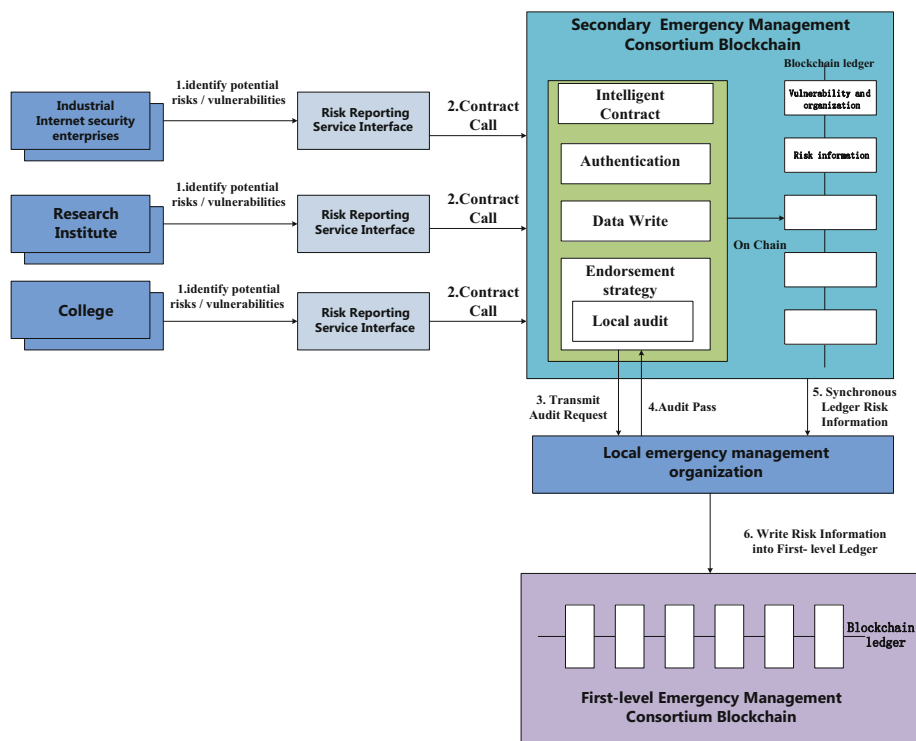 Secondary Emergency Management
Consortium Blockchain
Blockchain ledger
Industrial
Internet security
enterprises
1.identify potential
risks / vulnerabilities
Risk Reporting
Service Interface
2.Contract
Call
Intelligent
Contract
Vulnerability and
organization
Authentication
Risk information
Research
Institute
1.identify potential
risks / vulnerabilities
Risk Reporting
Service Interface
2.Contract
Call
Data Write
On Chain
College
1.identify potential
risks / vulnerabilities
Risk Reporting
Service Interface
2.Contract
Call
Endorsement
strategy
Local audit
3. Transmit
Audit Request
4.Audit Pass
5. Synchronous
Ledger Risk
Information
Local emergency management
organization
6. Write Risk Information
into First- level Ledger
Blockchain
ledger
First-level Emergency Management
Consortium Blockchain